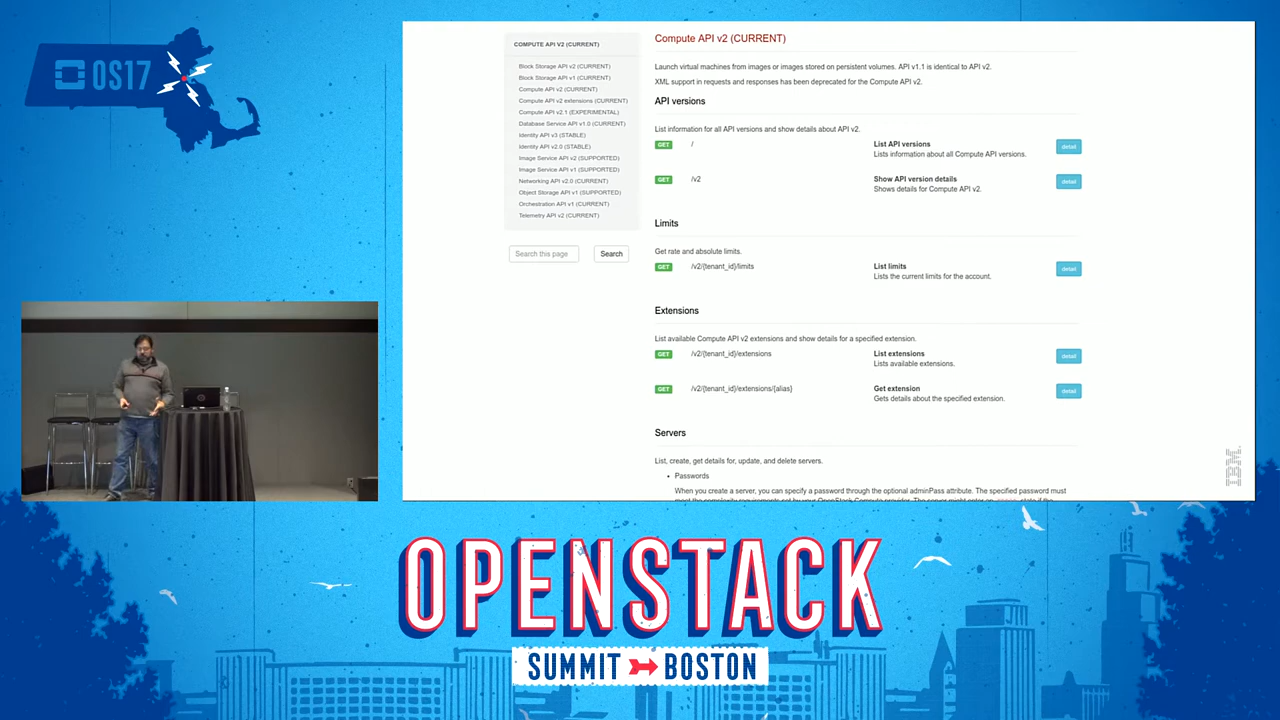 OS17
COMPUTE API V2 (CURRENT)
Block Storage API v2 (CURRENT)
Block Storage API v1 (CURRENT)
Compute API v2 (CURRENT)
Compute API v2 extensions (CURRENT)
Compute API v2.1 (EXPERIMENTAL)
Database Service API v1.0 (CURRENT)
Identity API v3 (STABLE)
Identity API v2.0 (STABLE)
Image Service API v2 (SUPPORTED)
Image Service API v1 (SUPPORTED)
Networking API v2.0 (CURRENT)
Object Storage API v1 (SUPPORTED)
Orchestration API v1 (CURRENT)
Telemetry API v2 (CURRENT)
Search this page
Search
Compute API v2 (CURRENT)
Launch virtual machines from images or images stored on persistent volumes. API v1.1 is identical to API v2.
XML support in requests and responses has been deprecated for the Compute API v2.
API versions
List information for all API versions and show details about API v2.
GET / List API versions detail
Lists information about all Compute API versions.
GET /v2 Show API version details detail
Shows details for Compute API v2.
Limits
Get rate and absolute limits.
GET /v2/{tenant_id}/limits List limits detail
Lists the current limits for the account.
Extensions
List available Compute API v2 extensions and show details for a specified extension.
GET /v2/{tenant_id}/extensions List extensions detail
Lists available extensions.
GET /v2/{tenant_id}/extensions/{alias} Get extension detail
Gets details about the specified extension.
Servers
List, create, get details for, update, and delete servers.
• Passwords
When you create a server, you can specify a password through the optional adminPass attribute. The specified password must
IBM
OPENSTACK
SUMMIT BOSTON